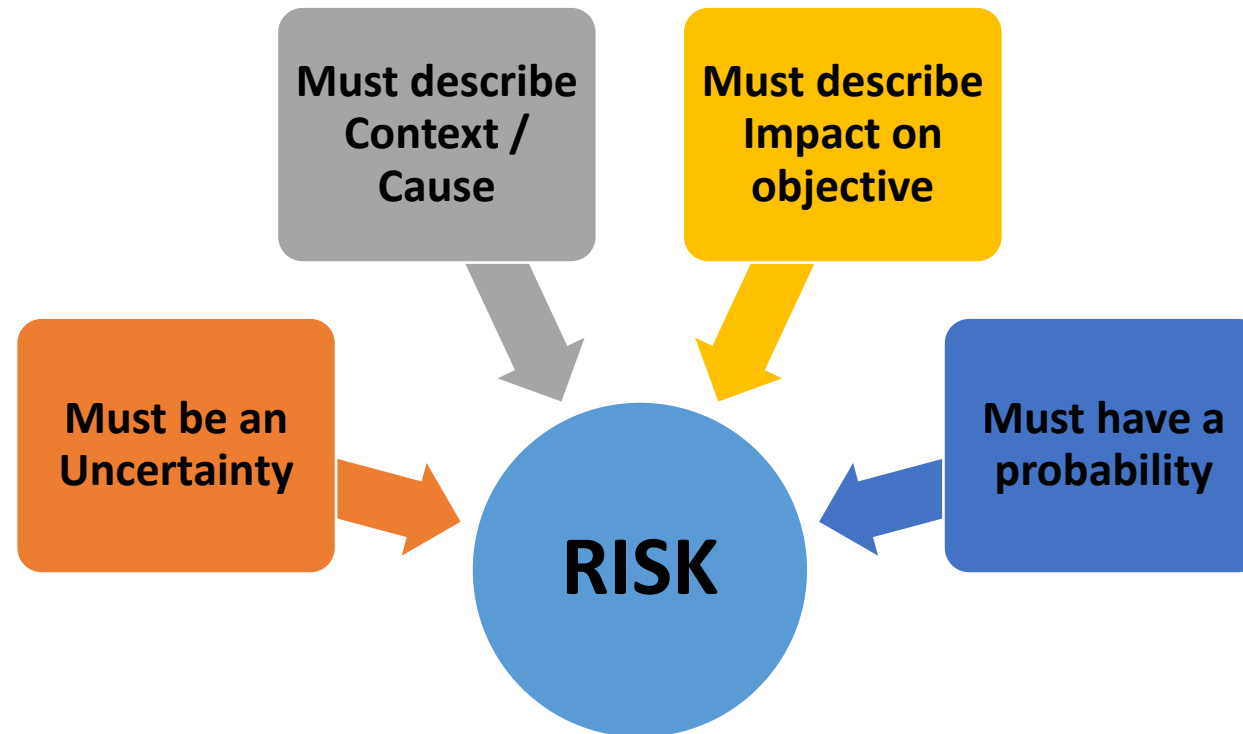 Must describe
Context /
Cause
Must describe
Impact on
objective
Must be an
Uncertainty
Must have a
probability
RISK